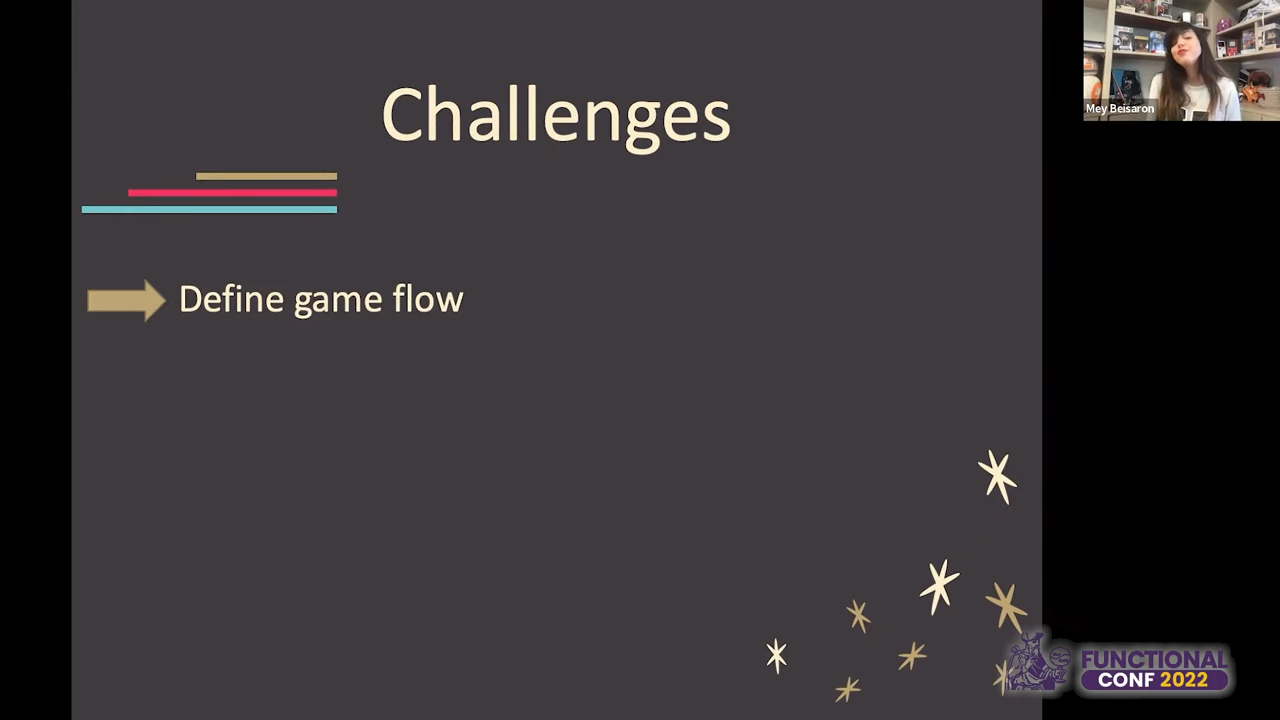 Challenges
Mey Beisaron
Define game flow
FUNCTIONAL
CONF 2022